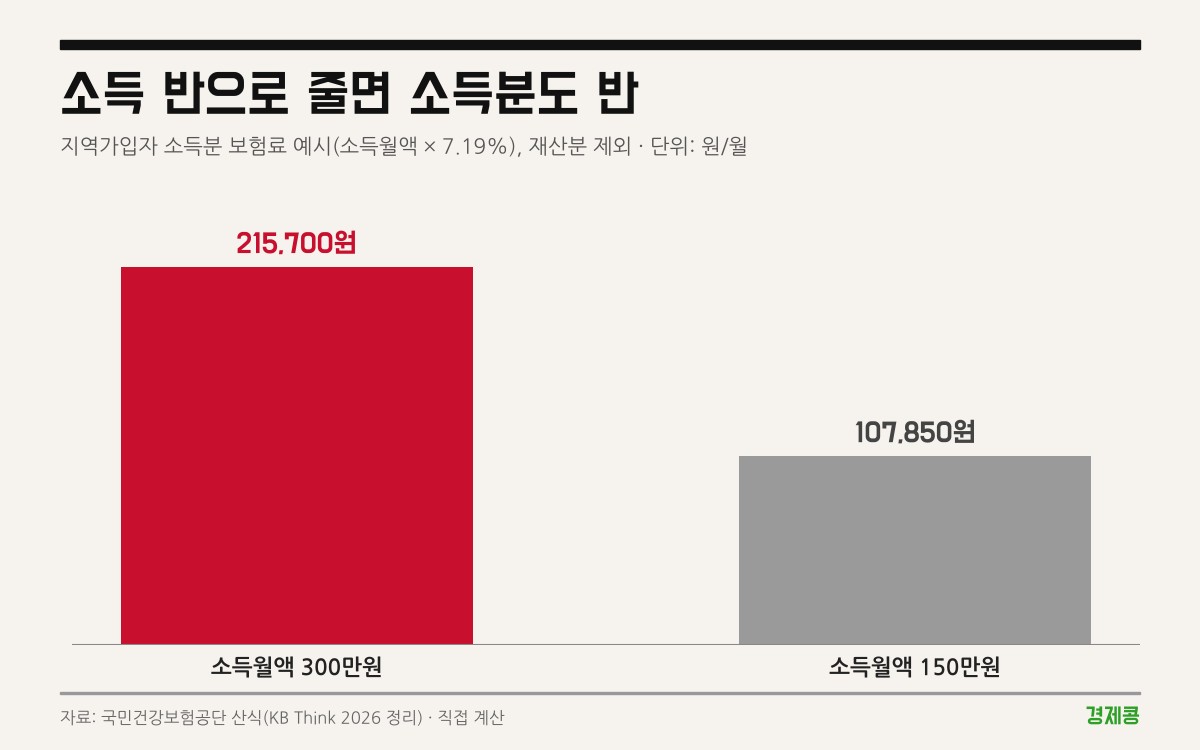 소득 반으로 줄면 소득분도 반
지역가입자 소득분 보험료 예시(소득월액 × 7.19%), 재산분 제외 · 단위: 원/월
215,700원
107,850원
소득월액 300만원
소득월액 150만원
자료: 국민건강보험공단 산식(KB Think 2026 정리) · 직접 계산
경제콩